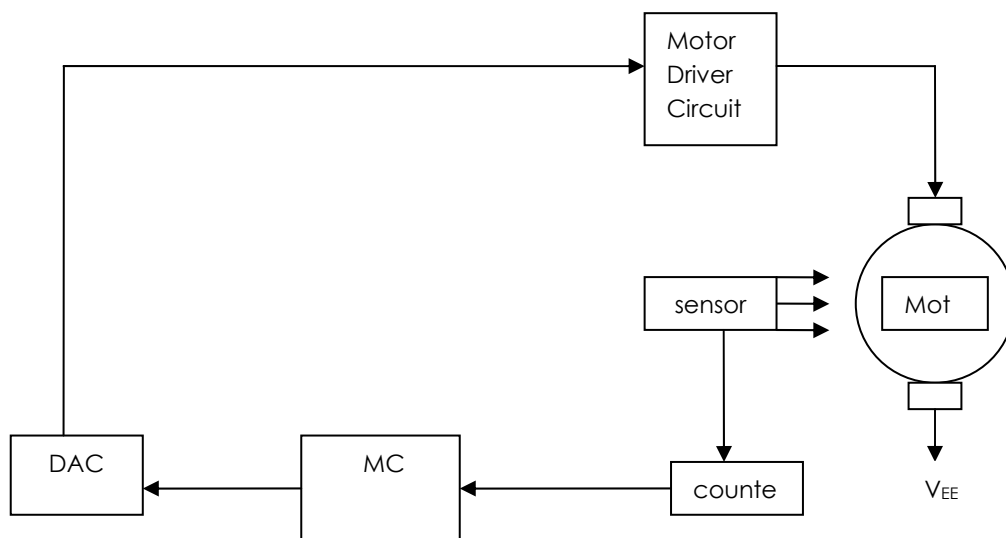 Motor
Driver
Circuit
sensor
Mot
DAC
MC
counte
VEE